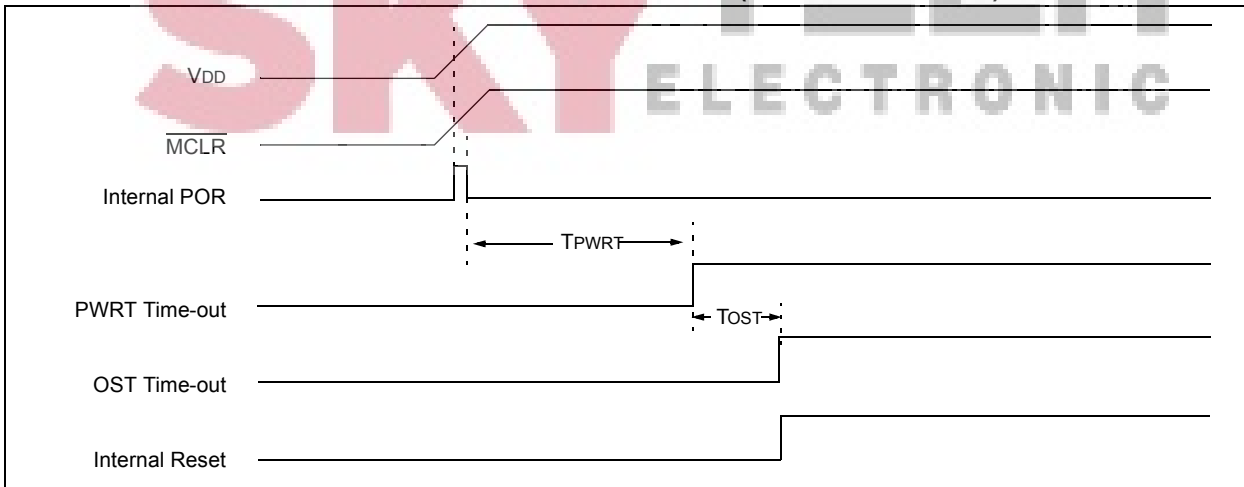 SKY
ELECTRONIC
VDD
MCLR
Internal POR
TPWRT
PWRT Time-out
TOST
OST Time-out
Internal Reset